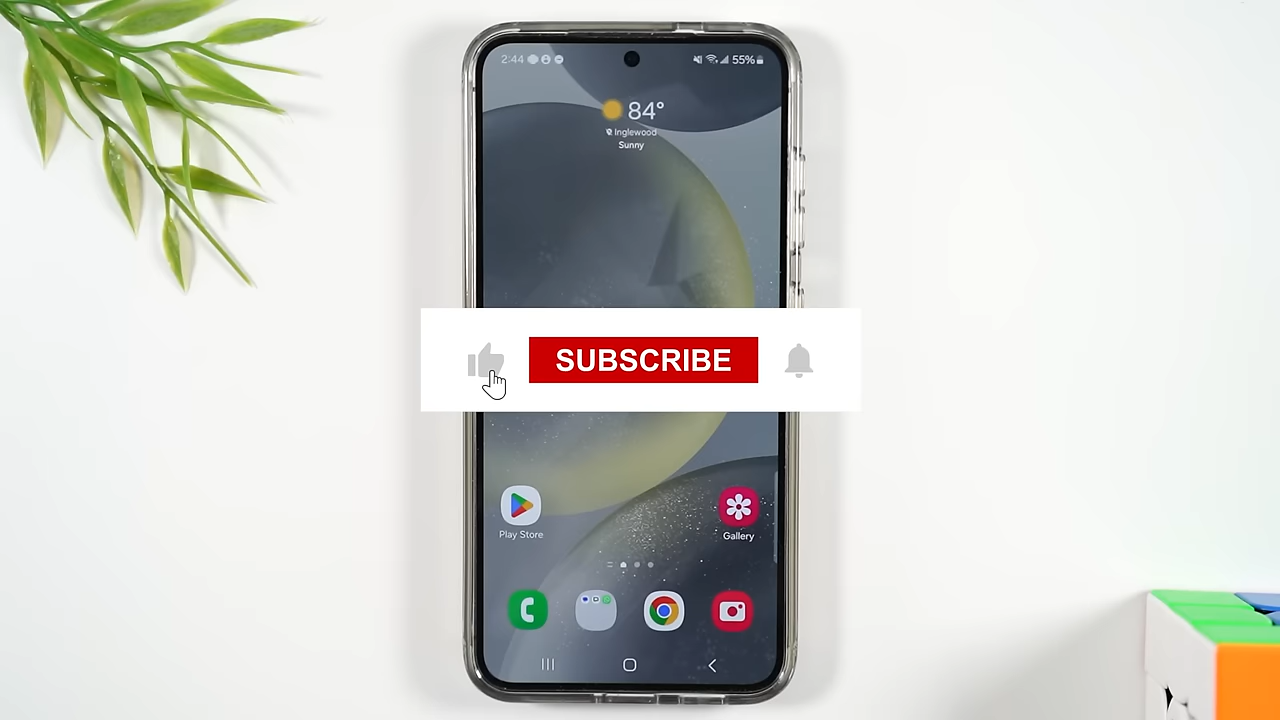 2:44
55%
84°
Inglewood
Sunny
SUBSCRIBE
Play Store
Gallery